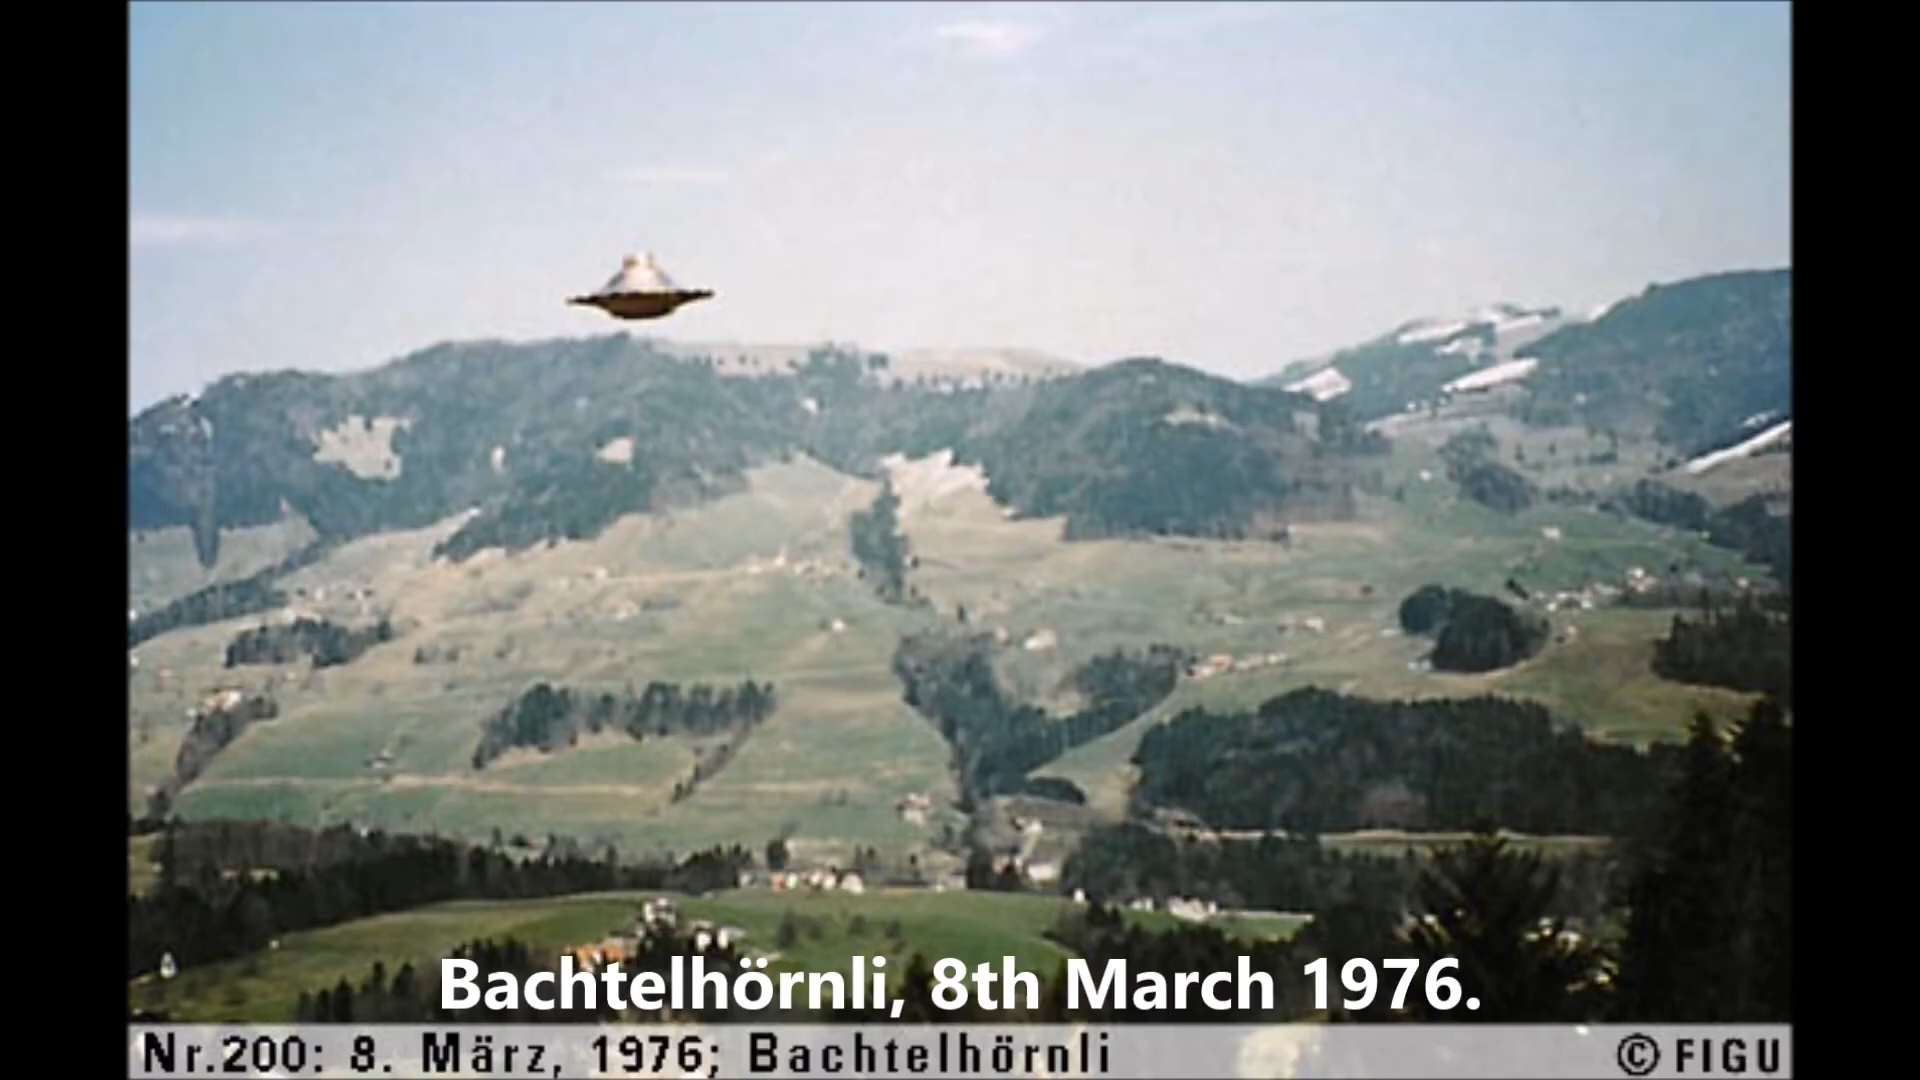 Bachtelhörnli, 8th March 1976.
Nr.200: 8. März, 1976; Bachtelhörnli
© FIGU